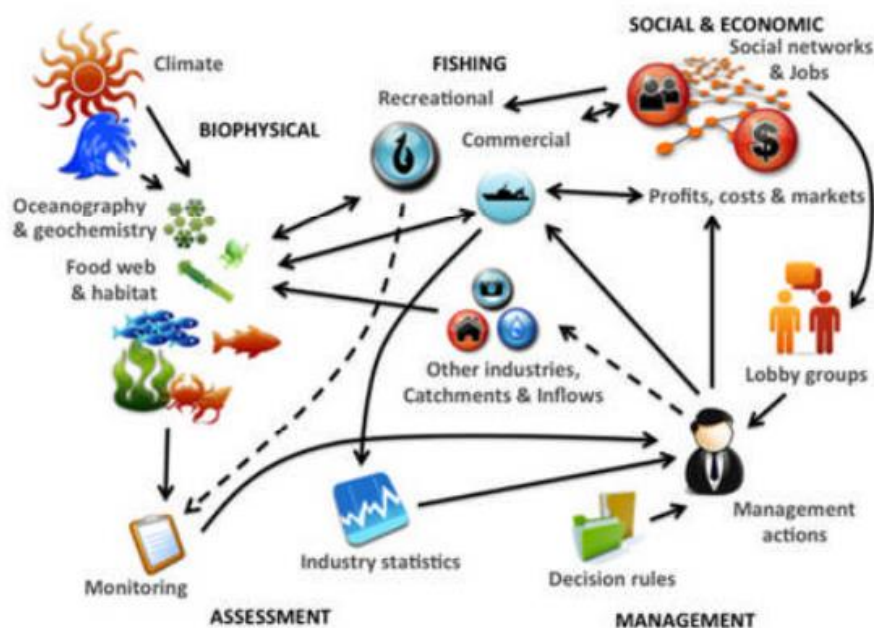 SOCIAL & ECONOMIC
Social networks
& Jobs
Climate
FISHING
Recreational
BIOPHYSICAL
Commercial
$
Oceanography
& geochemistry
Profits, costs & markets
Food web
& habitat
Other industries,
Catchments & Inflows
Lobby groups
Management
actions
Industry statistics
Decision rules
Monitoring
ASSESSMENT
MANAGEMENT